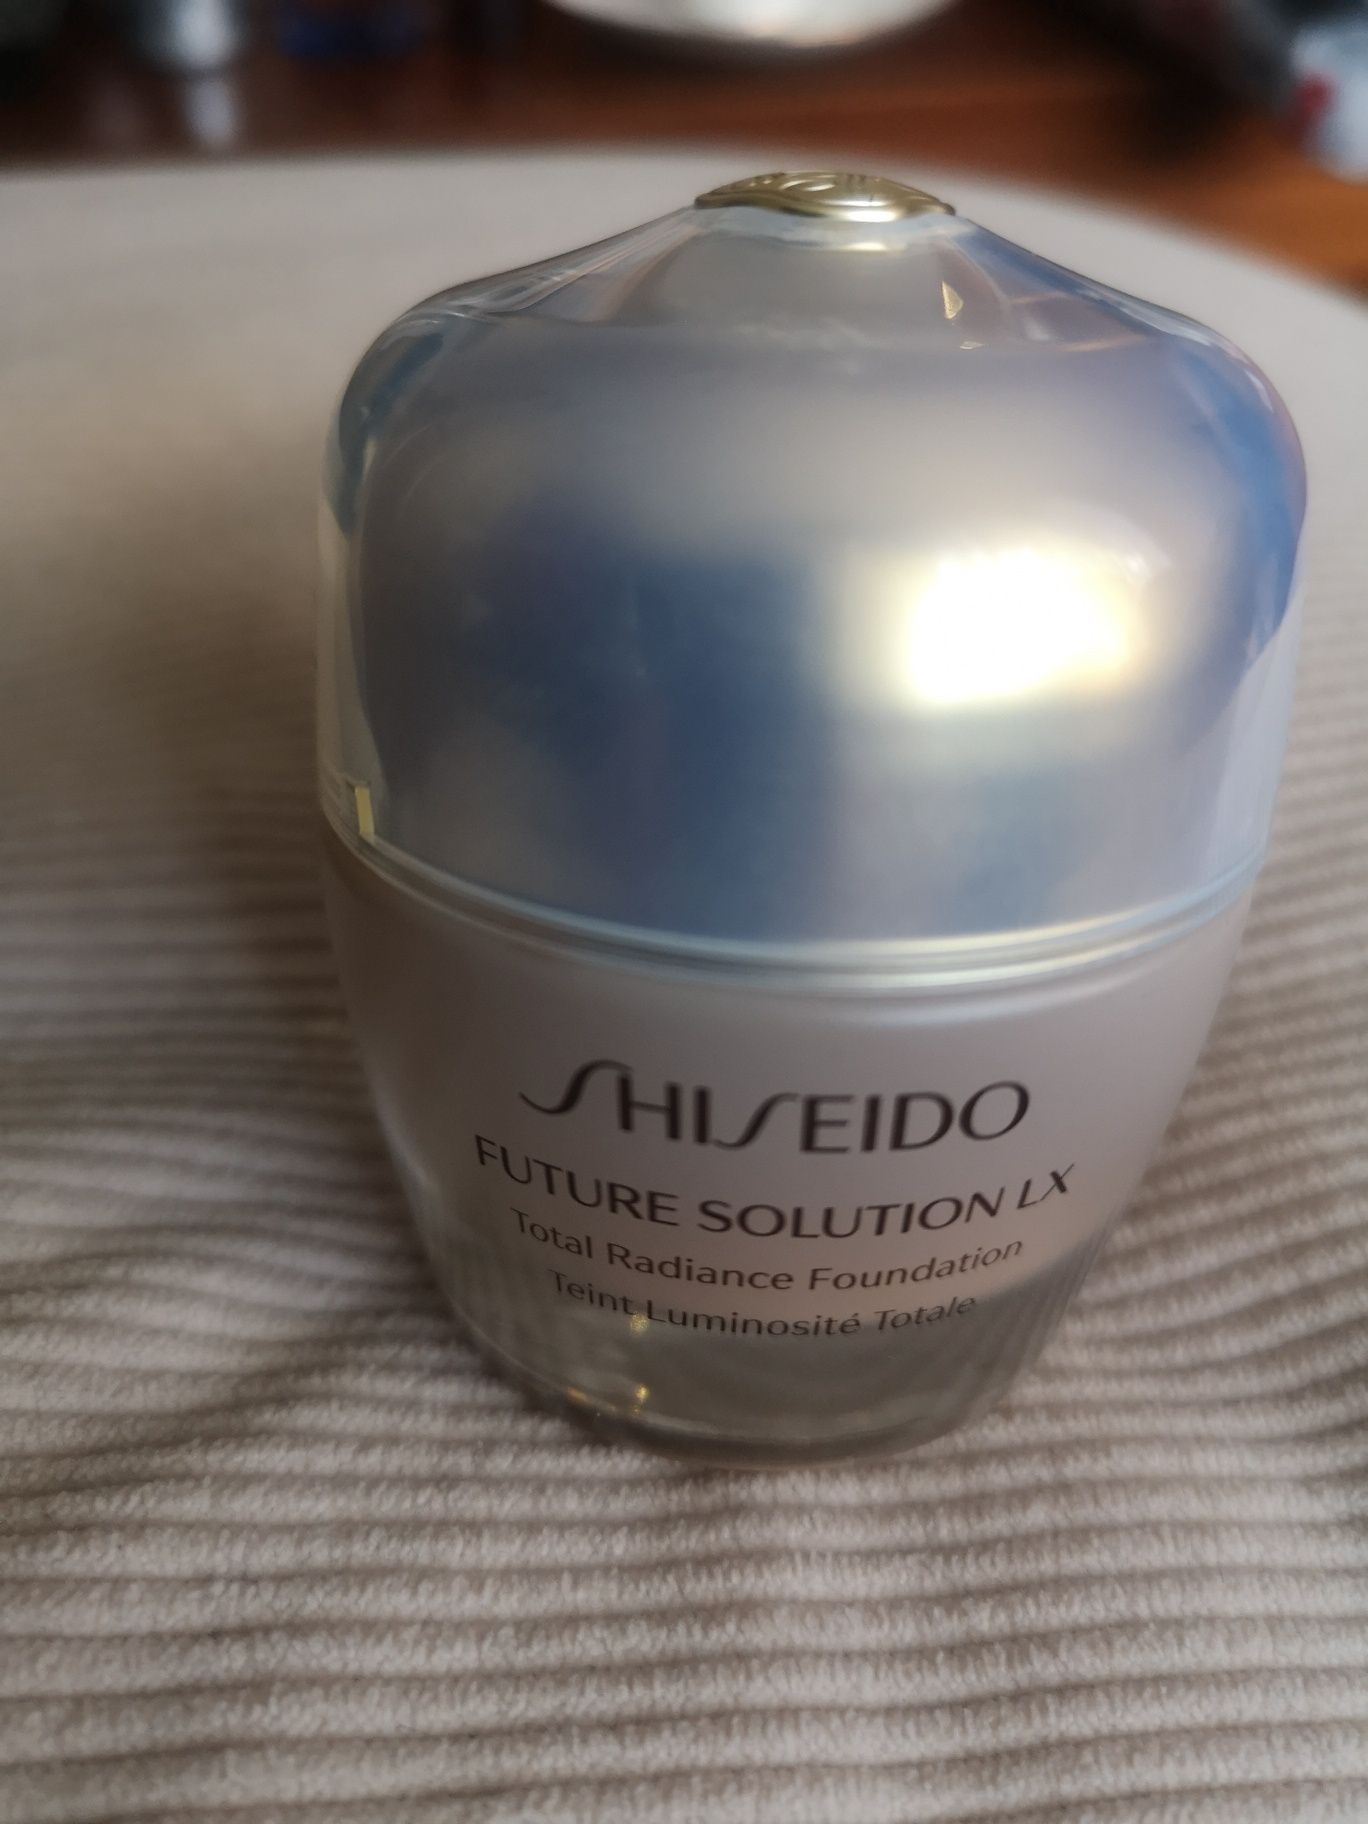 SHISEIDO
FUTURE SOLUTION LX
Total Radiance Foundation
Teint Luminosité Totale